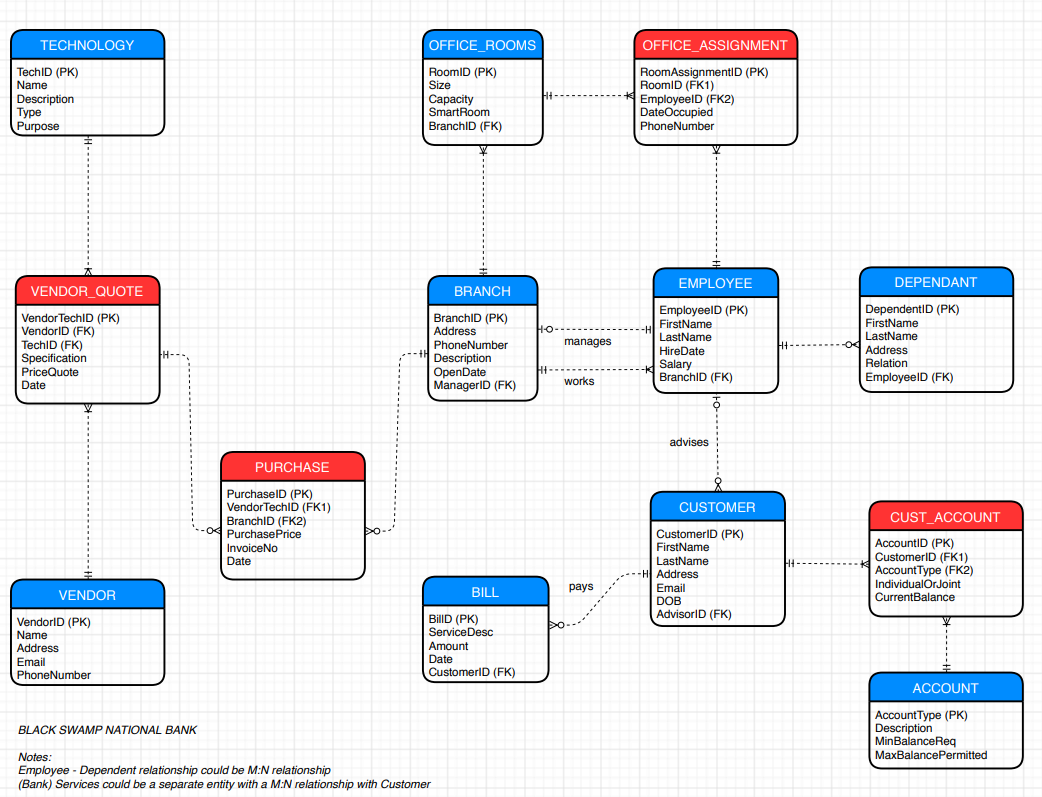 TECHNOLOGY
TechID (PK)
Name
Description
Type
Purpose
OFFICE_ROOMS
RoomID (PK)
Size
Capacity
SmartRoom
BranchID (FK)
OFFICE_ASSIGNMENT
RoomAssignmentID (PK)
RoomID (FK1)
EmployeeID (FK2)
DateOccupied
PhoneNumber
VENDOR_QUOTE
VendorTechID (PK)
VendorID (FK)
TechID (FK)
Specification
PriceQuote
Date
BRANCH
BranchID (PK)
Address
PhoneNumber
Description
OpenDate
ManagerID (FK)
manages
works
EMPLOYEE
EmployeeID (PK)
FirstName
LastName
HireDate
Salary
BranchID (FK)
DEPENDANT
DependentID (PK)
FirstName
LastName
Address
Relation
EmployeeID (FK)
advises
PURCHASE
PurchaseID (PK)
VendorTechID (FK1)
BranchID (FK2)
PurchasePrice
InvoiceNo
Date
CUSTOMER
CustomerID (PK)
FirstName
LastName
Address
Email
DOB
AdvisorID (FK)
CUST_ACCOUNT
AccountID (PK)
CustomerID (FK1)
AccountType (FK2)
IndividualOrJoint
CurrentBalance
VENDOR
VendorID (PK)
Name
Address
Email
PhoneNumber
BILL
BillID (PK)
ServiceDesc
Amount
Date
CustomerID (FK)
pays
ACCOUNT
AccountType (PK)
Description
MinBalanceReq
MaxBalancePermitted
BLACK SWAMP NATIONAL BANK
Notes:
Employee - Dependent relationship could be M:N relationship
(Bank) Services could be a separate entity with a M:N relationship with Customer